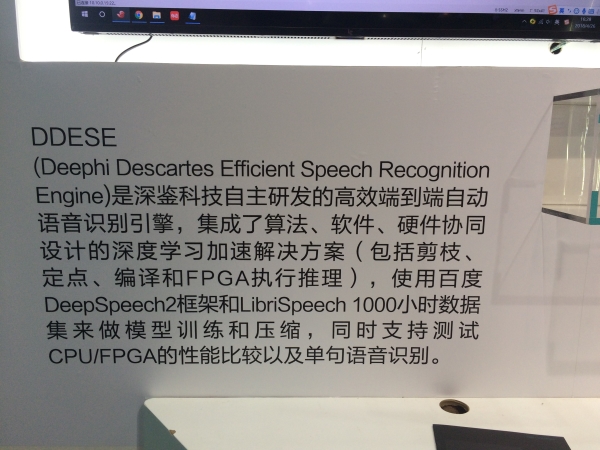 DDESE
(Deephi Descartes Efficient Speech Recognition
Engine)是深鉴科技自主研发的高效端到端自动
语音识别引擎，集成了算法、软件、硬件协同
设计的深度学习加速解决方案（包括剪枝、
定点、编译和FPGA执行推理），使用百度
DeepSpeech2框架和LibriSpeech 1000小时数据
集来做模型训练和压缩，同时支持测试
CPU/FPGA的性能比较以及单句语音识别。